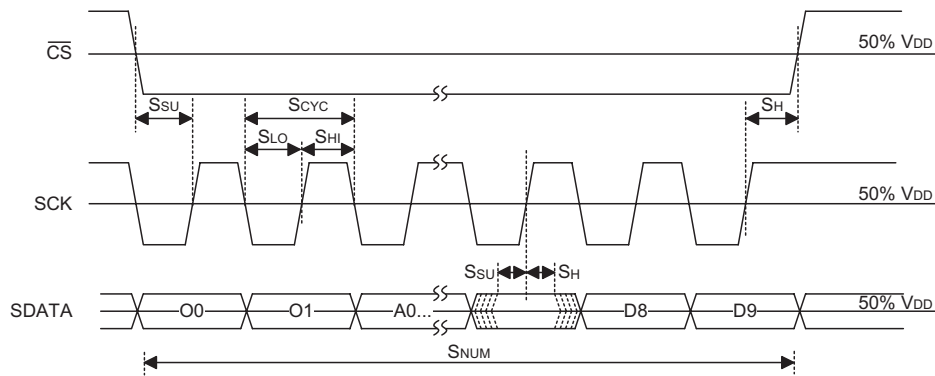 CS
50% VDD
SSU
SCYC
SH
SLO
SHI
SCK
50% VDD
SSU
SH
SDATA
O0
O1
A0...
D8
D9
50% VDD
SNUM